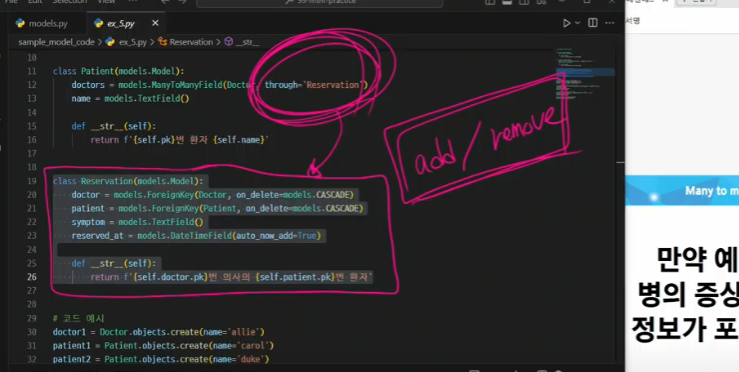 models.py
ex_5.py
sample_model_code > ex_5.py > Reservation > __str__
10
11 class Patient(models.Model):
12 doctors = models.ManyToManyField(Doctor, through='Reservation')
13 name = models.TextField()
14
15 def __str__(self):
16 return f'{self.pk}번 환자 {self.name}'
17
18
19 class Reservation(models.Model):
20 doctor = models.ForeignKey(Doctor, on_delete=models.CASCADE)
21 patient = models.ForeignKey(Patient, on_delete=models.CASCADE)
22 symptom = models.TextField()
23 reserved_at = models.DateTimeField(auto_now_add=True)
24
25 def __str__(self):
26 return f'{self.doctor.pk}번 의사의 {self.patient.pk}번 환자'
27
28
29 # 코드 예시
30 doctor1 = Doctor.objects.create(name='allie')
31 patient1 = Patient.objects.create(name='carol')
32 patient2 = Patient.objects.create(name='duke')
add / remove
서명
Many to m
만약 예
병의 증상
정보가 포